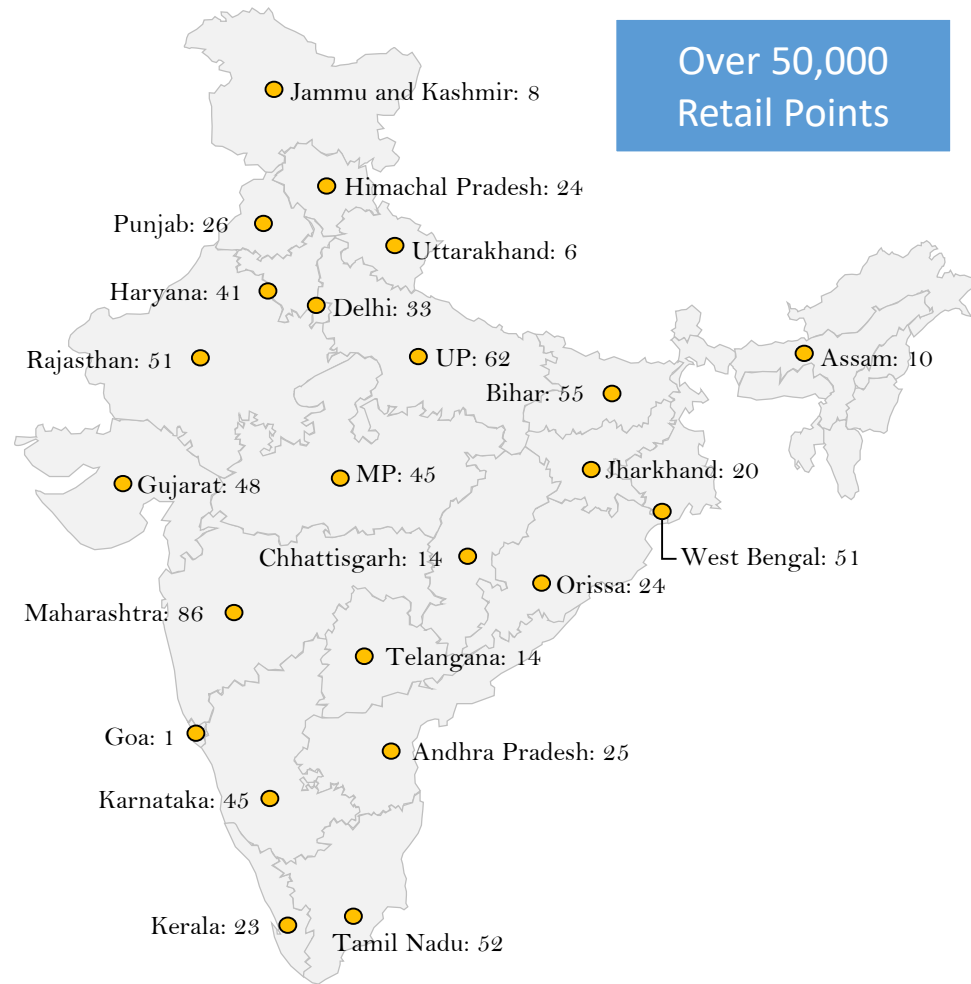 Over 50,000
Retail Points
Jammu and Kashmir: 8
Himachal Pradesh: 24
Punjab: 26
Uttarakhand: 6
Haryana: 41
Delhi: 33
Rajasthan: 51
UP: 62
Assam: 10
Bihar: 55
Jharkhand: 20
MP: 45
Gujarat: 48
Chhattisgarh: 14
West Bengal: 51
Orissa: 24
Maharashtra: 86
Telangana: 14
Goa: 1
Andhra Pradesh: 25
Karnataka: 45
Kerala: 23
Tamil Nadu: 52